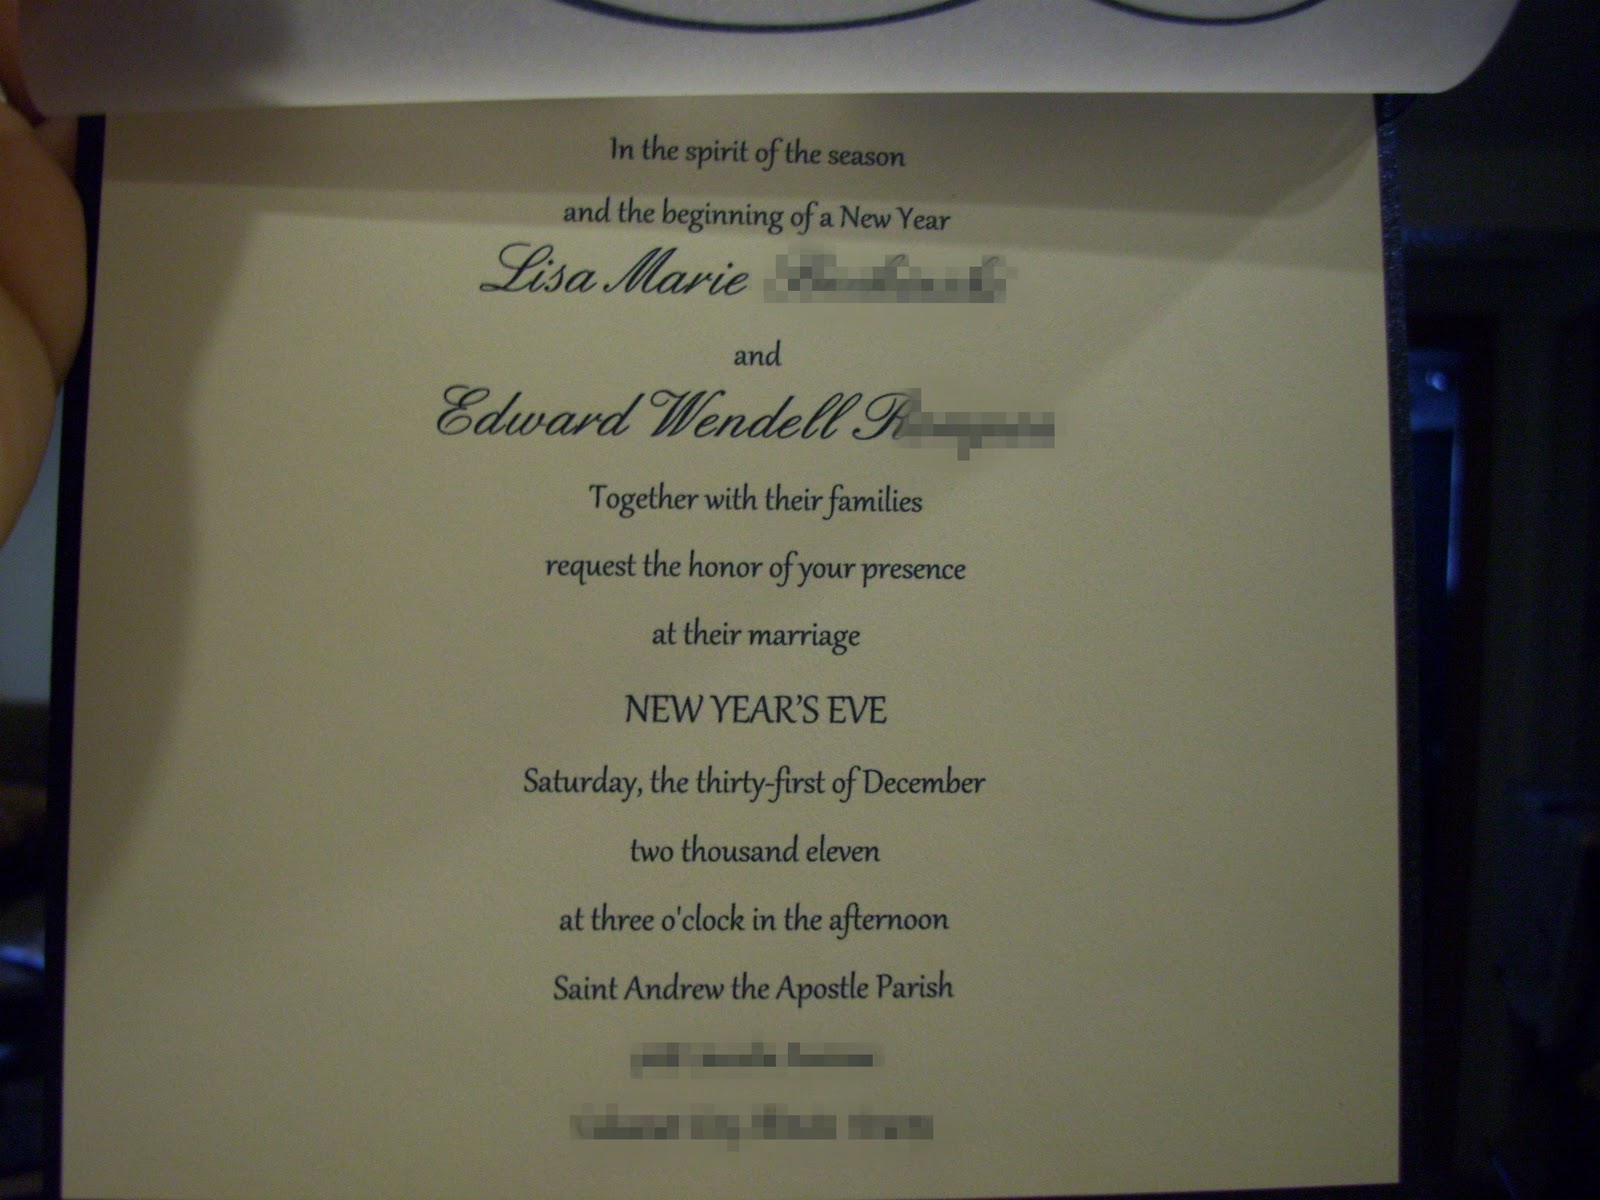 In the spirit of the season
and the beginning of a New Year
Lisa Marie
and
Edward Wendell
Together with their families
request the honor of your presence
at their marriage
NEW YEAR'S EVE
Saturday, the thirty-first of December
two thousand eleven
at three o'clock in the afternoon
Saint Andrew the Apostle Parish